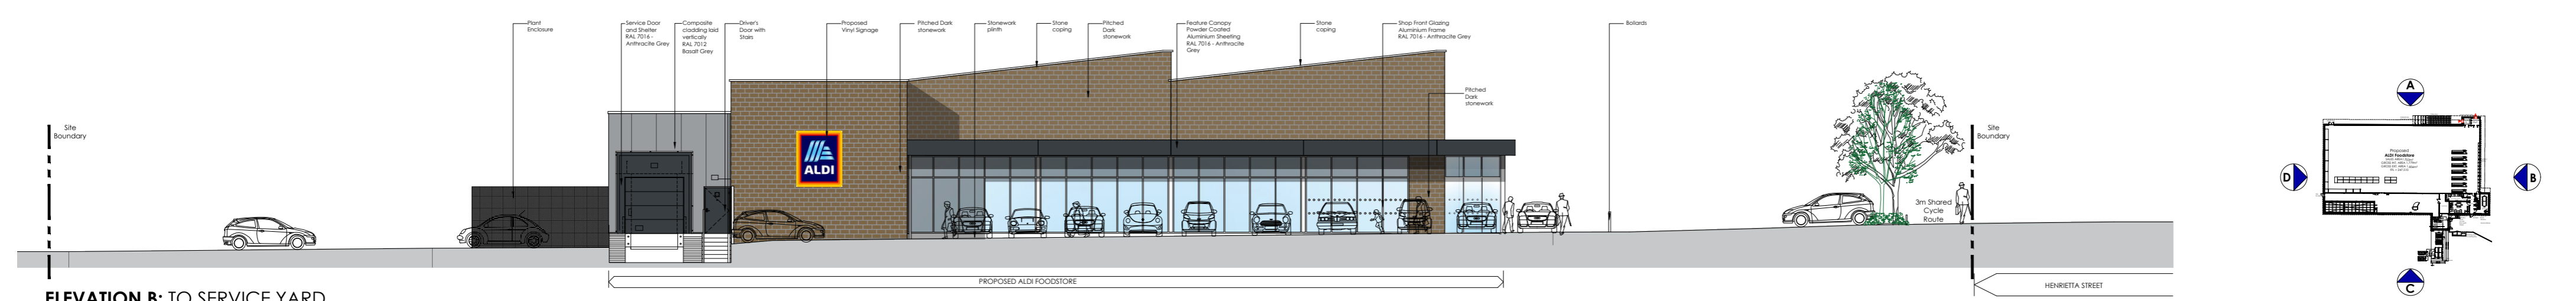 Plant
Enclosure
Service Door
and Shelter
RAL 7016 -
Anthracite Grey
Composite
cladding laid
vertically
RAL 7012
Basalt Grey
Driver's
Door with
Stairs
Proposed
Vinyl Signage
Pitched Dark
stonework
Stonework
plinth
Stone
coping
Pitched
Dark
stonework
Feature Canopy
Powder Coated
Aluminium Sheeting
RAL 7016 - Anthracite
Grey
Stone
coping
Shop Front Glazing
Aluminium Frame
RAL 7016 - Anthracite Grey
Bollards
Pitched
Dark
stonework
Site
Boundary
ALDI
3m Shared
Cycle
Route
Site
Boundary
PROPOSED ALDI FOODSTORE
HENRIETTA STREET
ELEVATION B: TO SERVICE YARD
A
B
C
D
Proposed
ALDI Foodstore